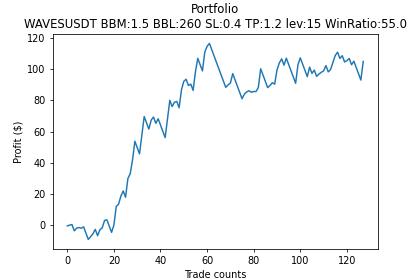 Portfolio
WAVESUSDT BBM:1.5 BBL:260 SL:0.4 TP:1.2 lev:15 WinRatio:55.0
120
100
80
60
40
20
0
Profit ($)
0 20 40 60 80 100 120
Trade counts